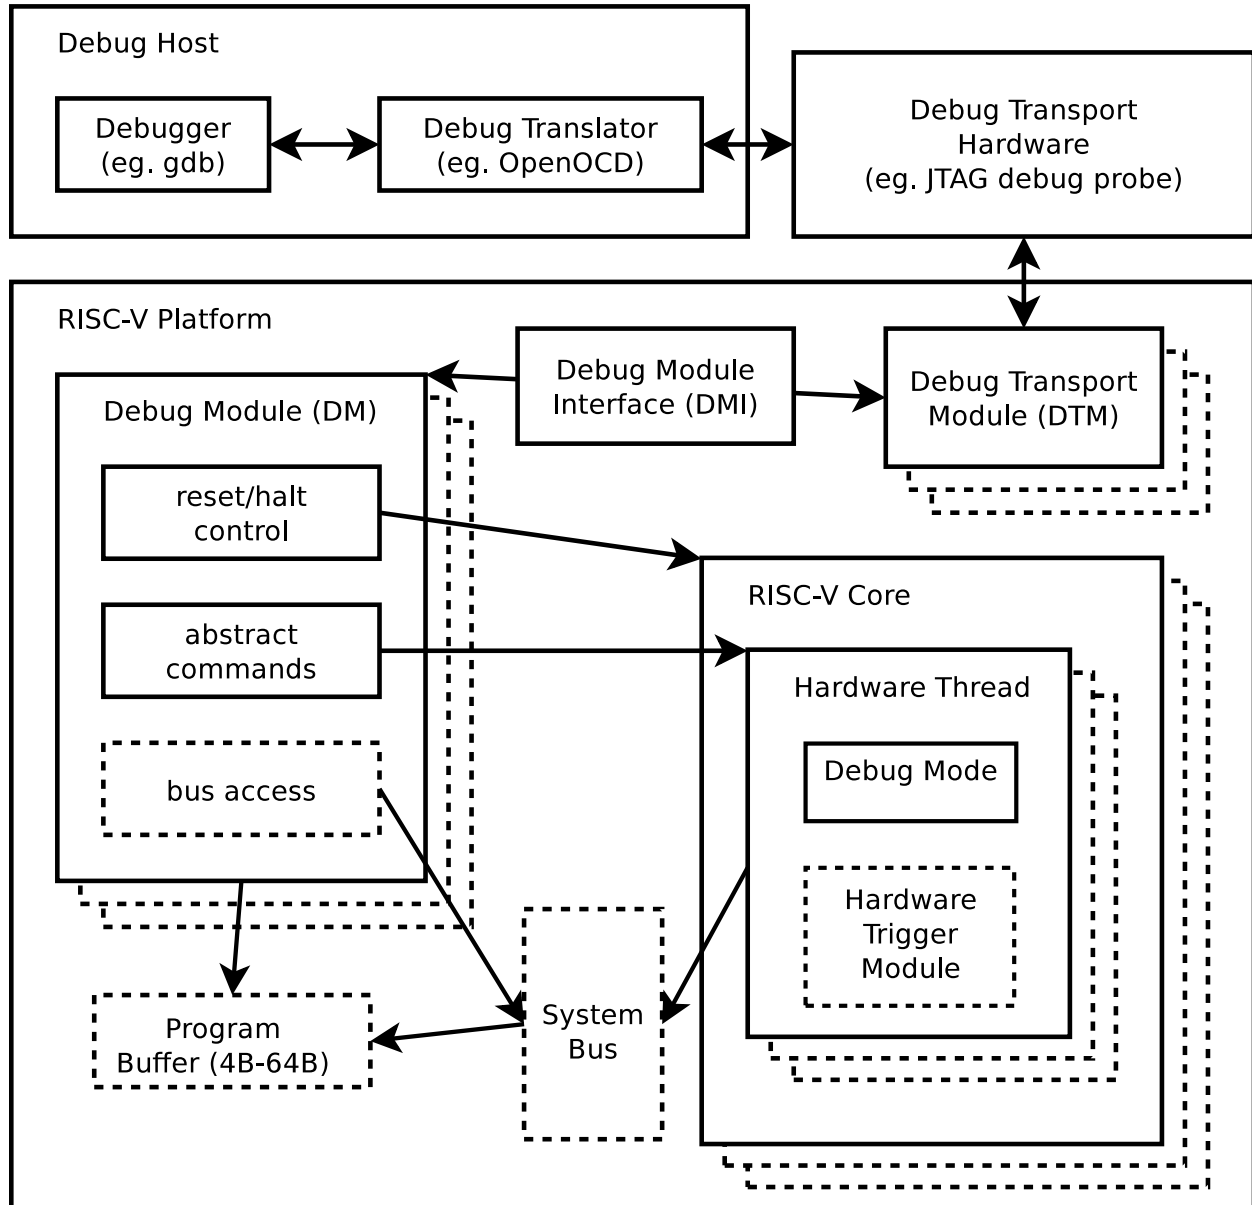 Debug Host
Debugger
(eg. gdb)
Debug Translator
(eg. OpenOCD)
Debug Transport
Hardware
(eg. JTAG debug probe)
RISC-V Platform
Debug Module
Interface (DMI)
Debug Transport
Module (DTM)
Debug Module (DM)
reset/halt
control
abstract
commands
bus access
RISC-V Core
Hardware Thread
Debug Mode
Hardware
Trigger
Module
System
Bus
Program
Buffer (4B-64B)